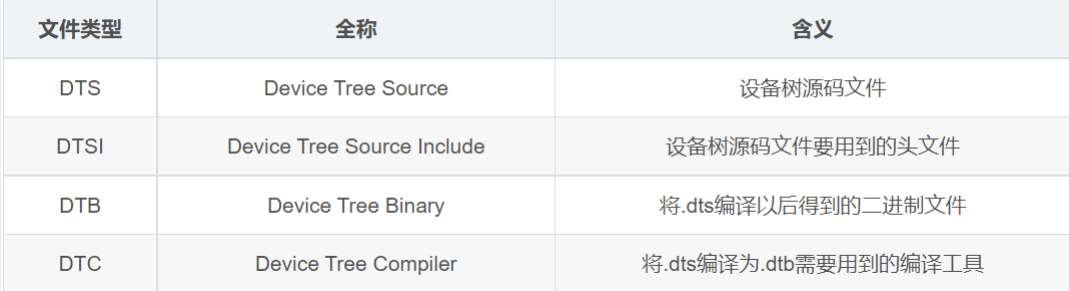 文件类型 全称 含义
DTS Device Tree Source 设备树源码文件
DTSI Device Tree Source Include 设备树源码文件要用到的头文件
DTB Device Tree Binary 将.dts编译以后得到的二进制文件
DTC Device Tree Compiler 将.dts编译为.dtb需要用到的编译工具